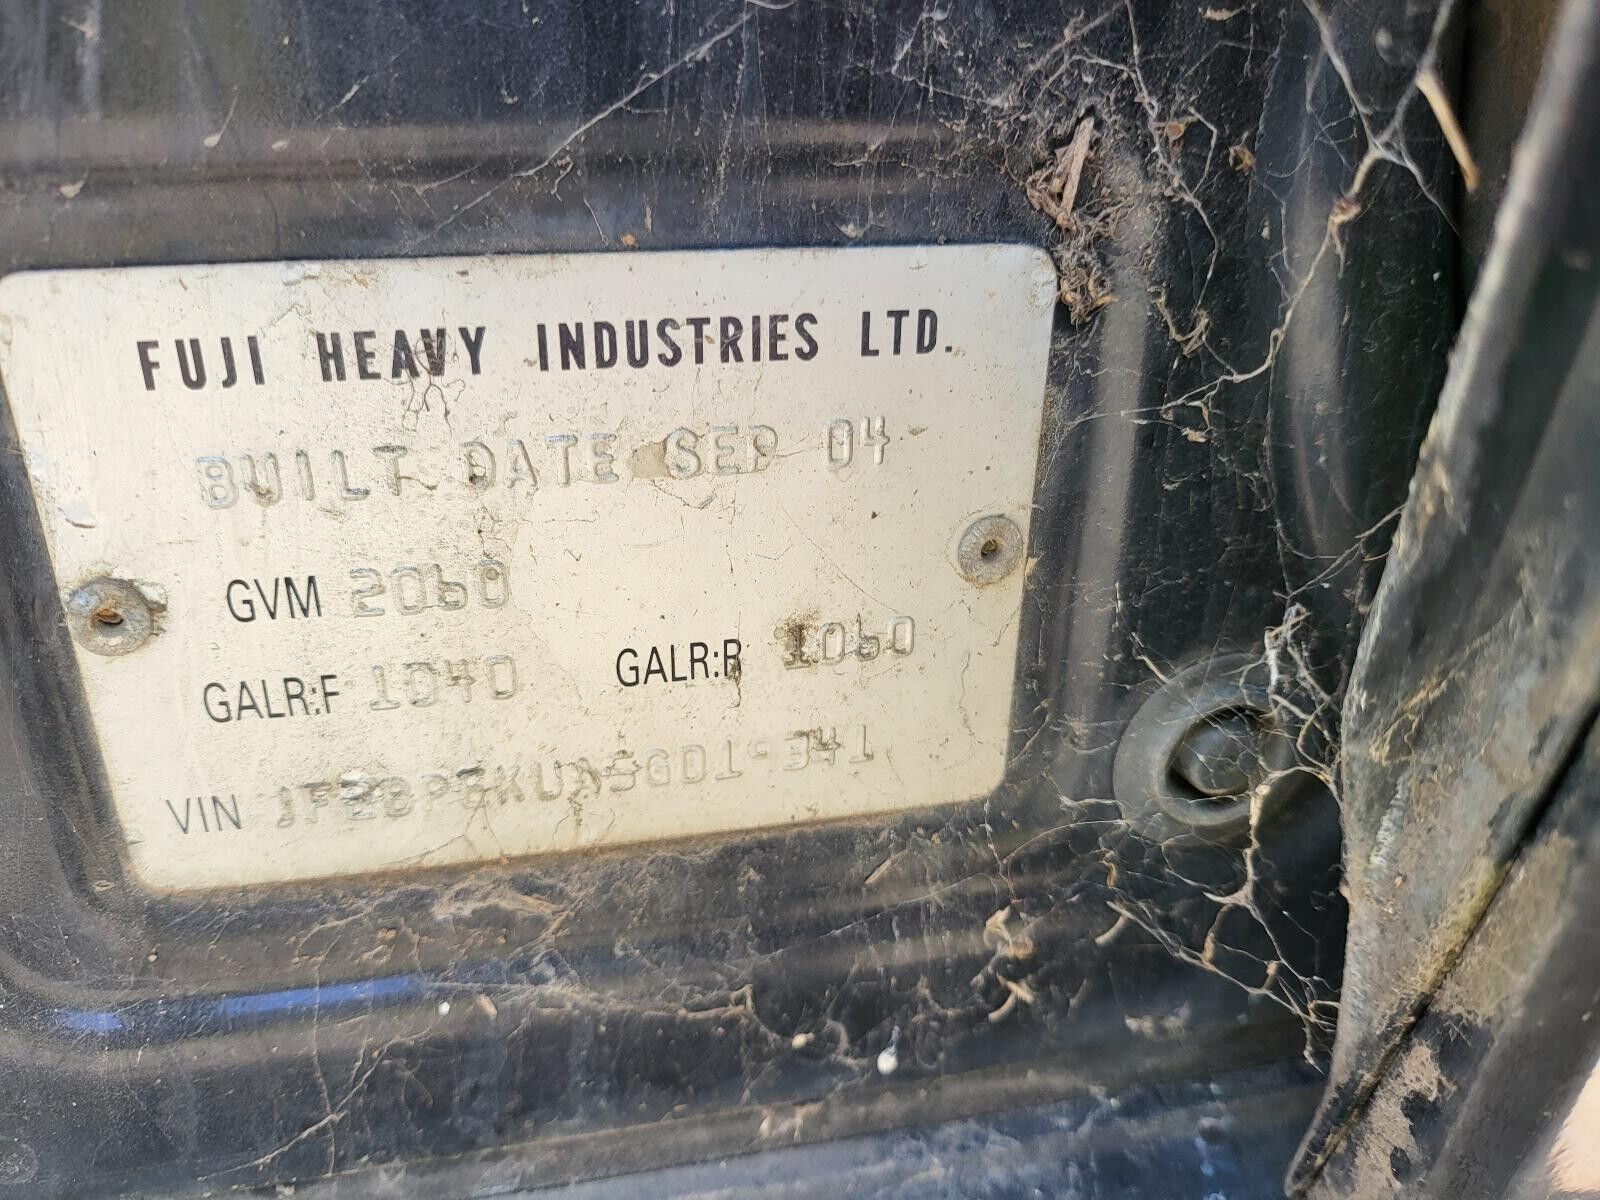 FUJI HEAVY INDUSTRIES LTD.
BUILT DATE SEP 04
GVM 2060
GALR:F 1040 GALR:R 1060
VIN